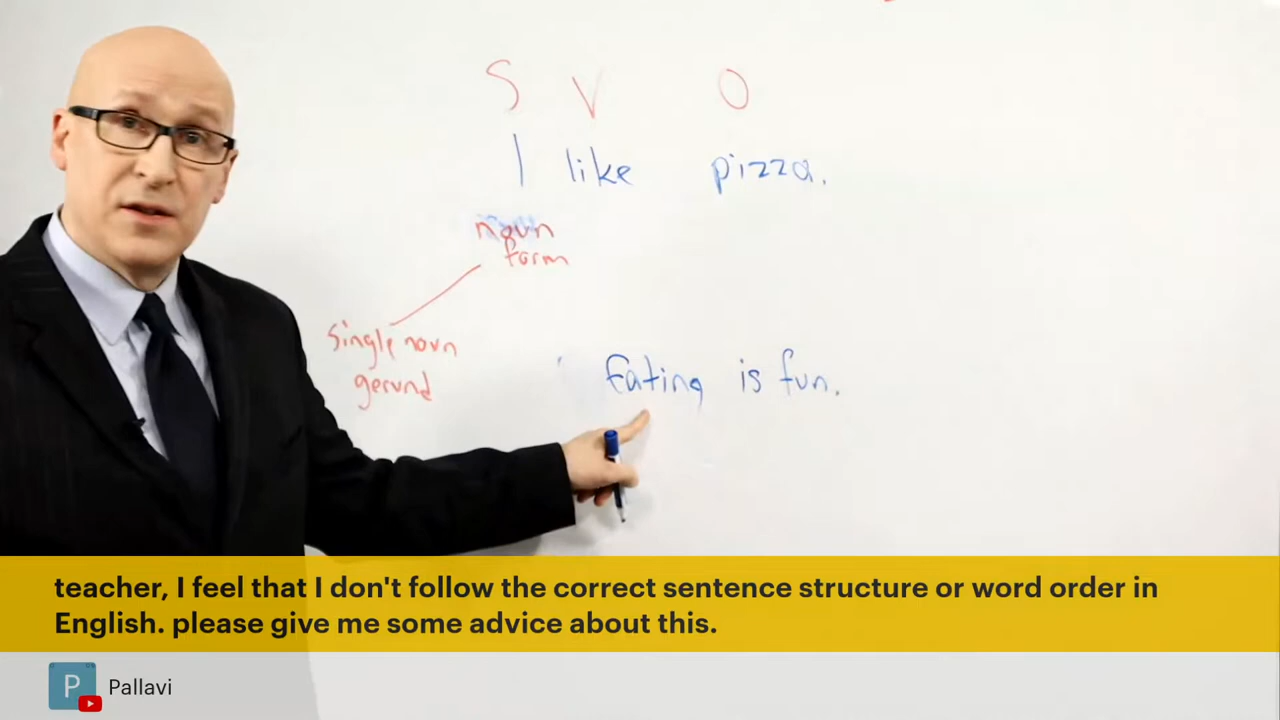 S V O
I like pizza.
noun
form
single noun
gerund
Eating is fun.
teacher, I feel that I don't follow the correct sentence structure or word order in
English. please give me some advice about this.
P Pallavi